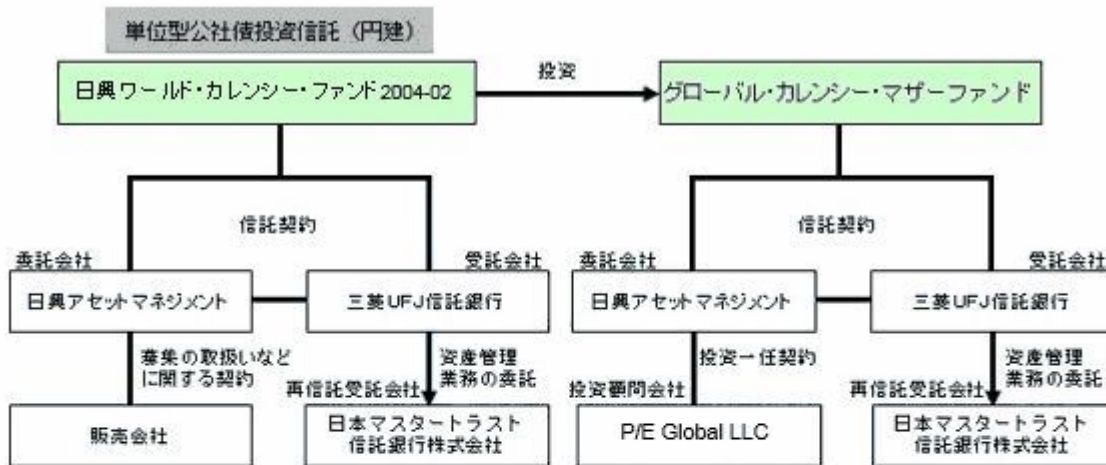 単位型公社債投資信託（円建）
日興ワールド・カレンシー・ファンド2004-02
投資
グローバル・カレンシー・マザーファンド
信託契約
信託契約
委託会社
受託会社
委託会社
受託会社
日興アセットマネジメント
三菱UFJ信託銀行
日興アセットマネジメント
三菱UFJ信託銀行
募集の取扱いなど
に関する契約
資産管理
業務の委託
投資一任契約
資産管理
業務の委託
再信託受託会社
投資顧問会社
再信託受託会社
販売会社
日本マスタートラスト
信託銀行株式会社
P/E Global LLC
日本マスタートラスト
信託銀行株式会社